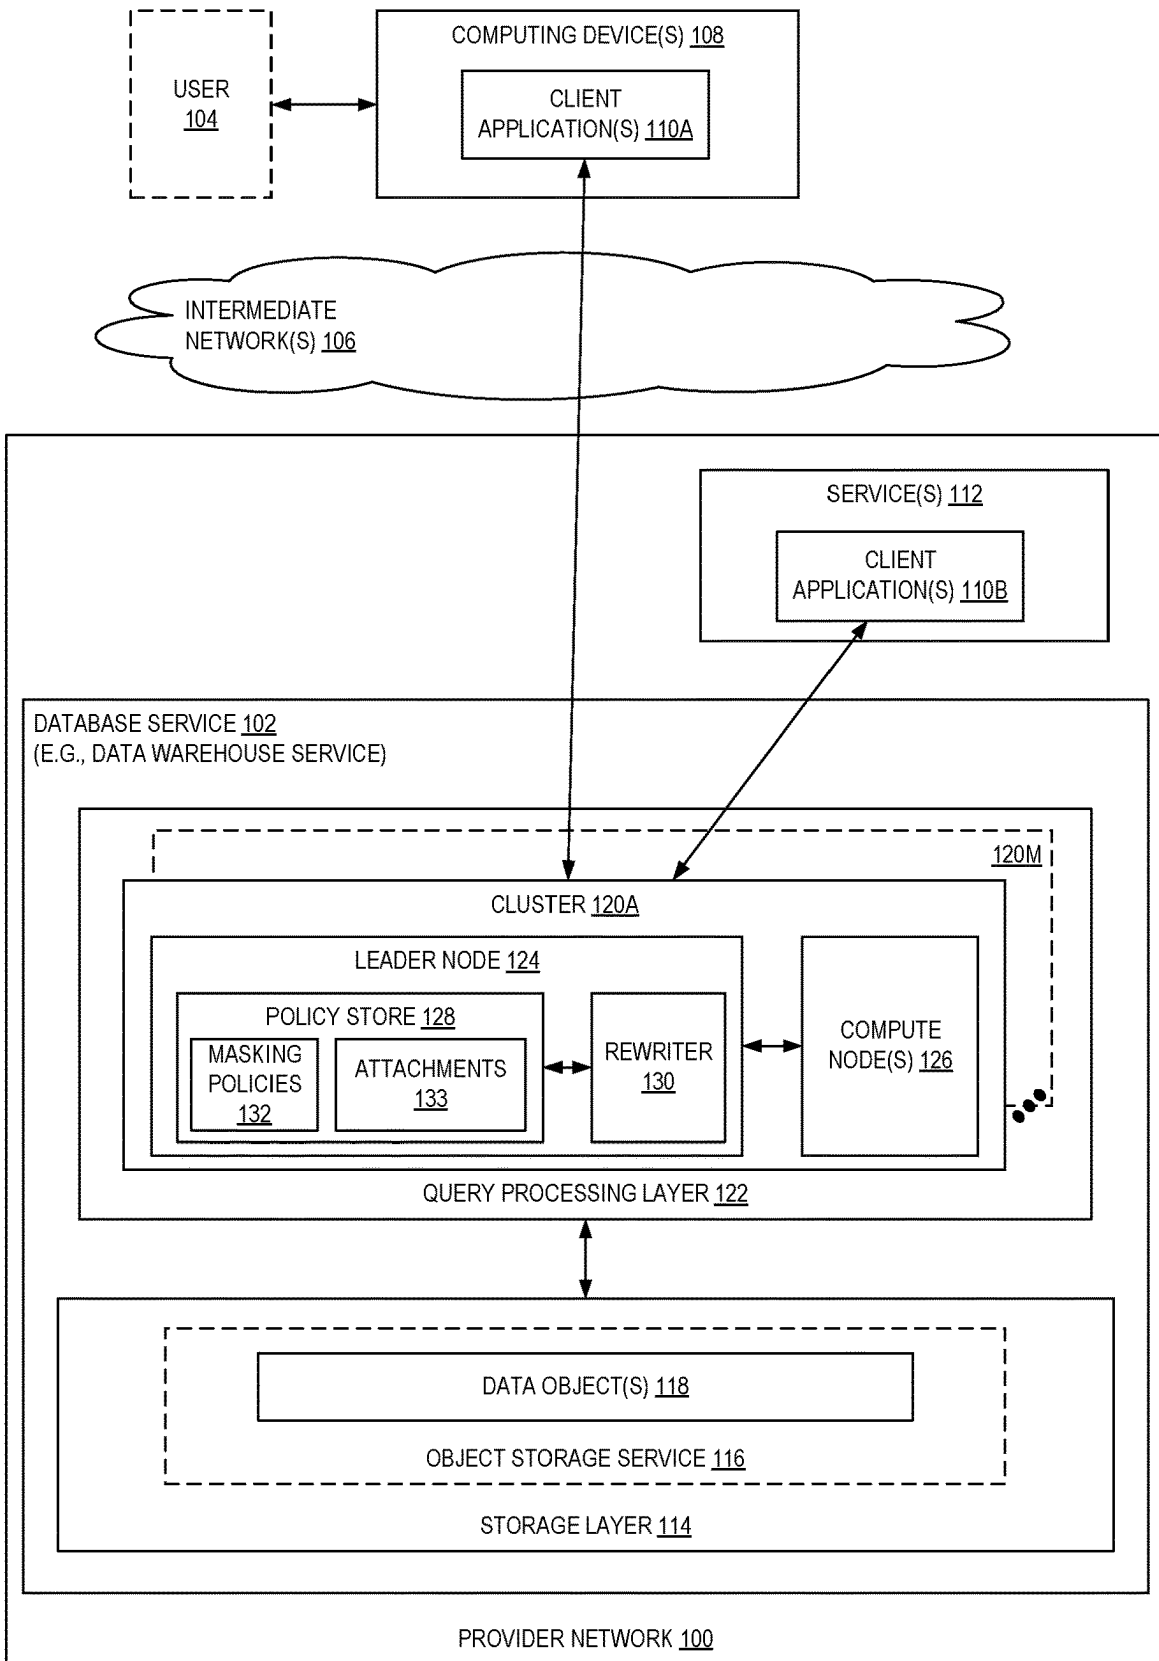 COMPUTING DEVICE(S) 108
USER
104
CLIENT
APPLICATION(S) 110A
INTERMEDIATE
NETWORK(S) 106
SERVICE(S) 112
CLIENT
APPLICATION(S) 110B
DATABASE SERVICE 102
(E.G., DATA WAREHOUSE SERVICE)
120M
CLUSTER 120A
LEADER NODE 124
POLICY STORE 128
MASKING
POLICIES
132
ATTACHMENTS
133
REWRITER
130
COMPUTE
NODE(S) 126
QUERY PROCESSING LAYER 122
DATA OBJECT(S) 118
OBJECT STORAGE SERVICE 116
STORAGE LAYER 114
PROVIDER NETWORK 100